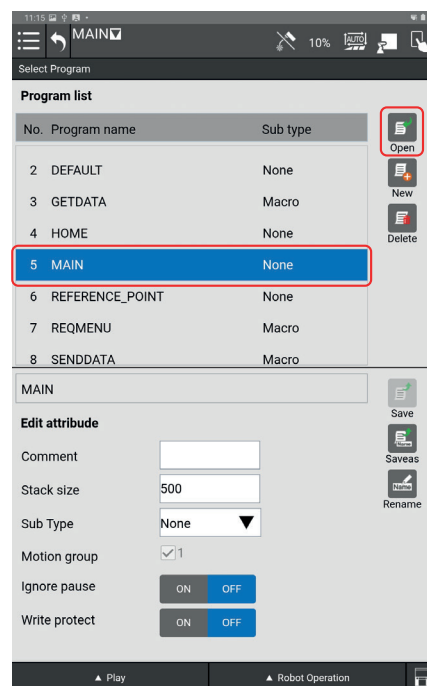 11:15
MAIN
10%
AUTO
Select Program
Program list
No. Program name Sub type
Open
2 DEFAULT None
3 GETDATA Macro
New
4 HOME None
Delete
5 MAIN None
6 REFERENCE_POINT None
7 REQMENU Macro
8 SENDDATA Macro
MAIN
Save
Edit attribude
Comment
Saveas
Stack size 500
Name
Rename
Sub Type None ▼
Motion group 1
Ignore pause ON OFF
Write protect ON OFF
▲ Play ▲ Robot Operation